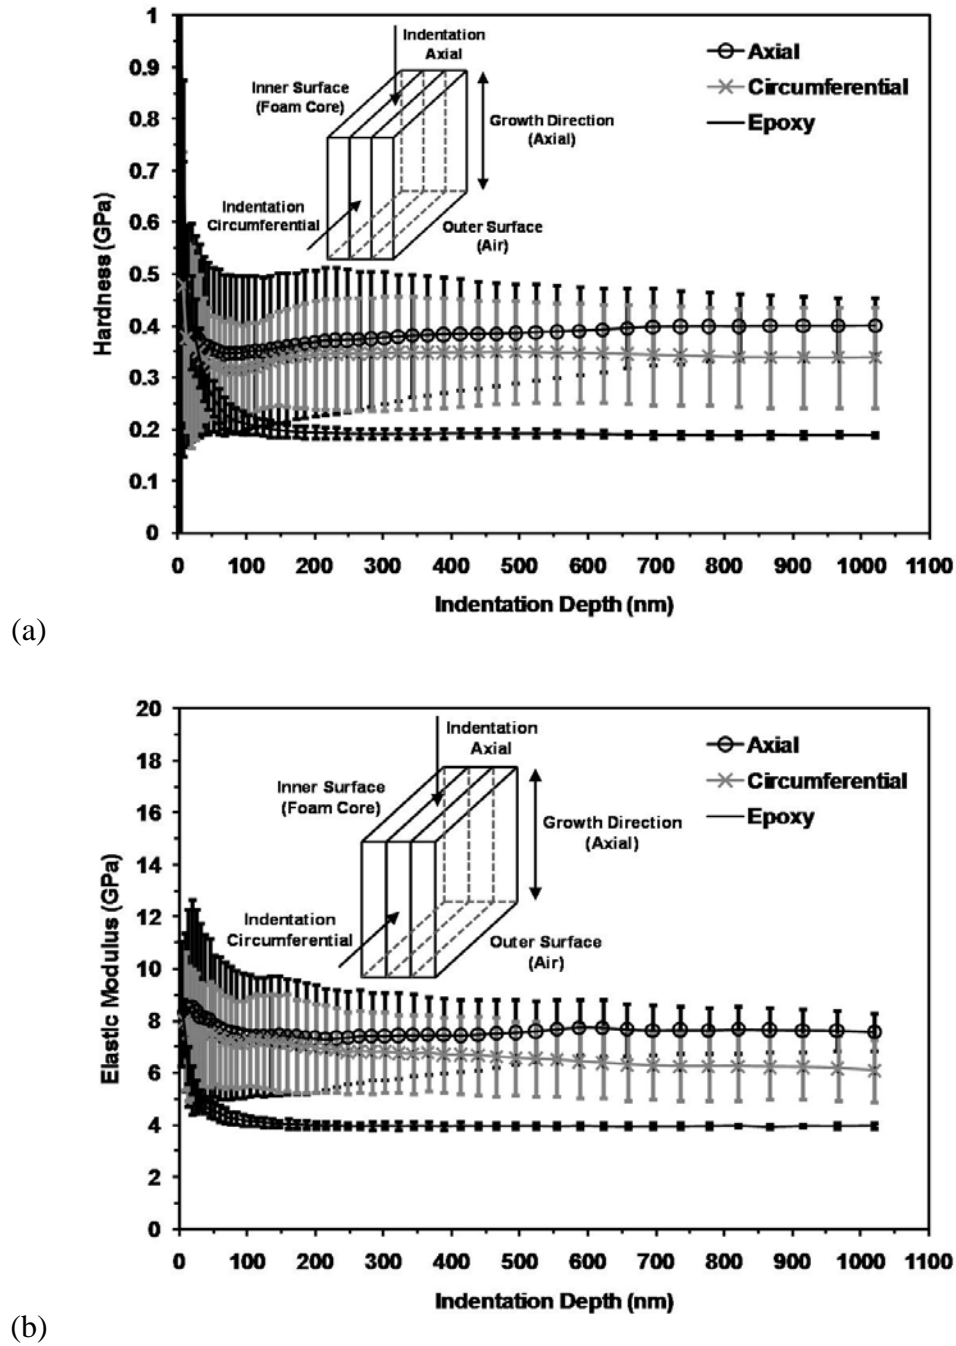 1
0.9
0.8
0.7
0.6
0.5
0.4
0.3
0.2
0.1
0
Hardness (GPa)
Indentation
Axial
Inner Surface
(Foam Core)
Growth Direction
(Axial)
Indentation
Circumferential
Outer Surface
(Air)
Axial
Circumferential
Epoxy
0 100 200 300 400 500 600 700 800 900 1000 1100
Indentation Depth (nm)
(a)
20
18
16
14
12
10
8
6
4
2
0
Elastic Modulus (GPa)
Indentation
Axial
Inner Surface
(Foam Core)
Growth Direction
(Axial)
Indentation
Circumferential
Outer Surface
(Air)
Axial
Circumferential
Epoxy
0 100 200 300 400 500 600 700 800 900 1000 1100
Indentation Depth (nm)
(b)